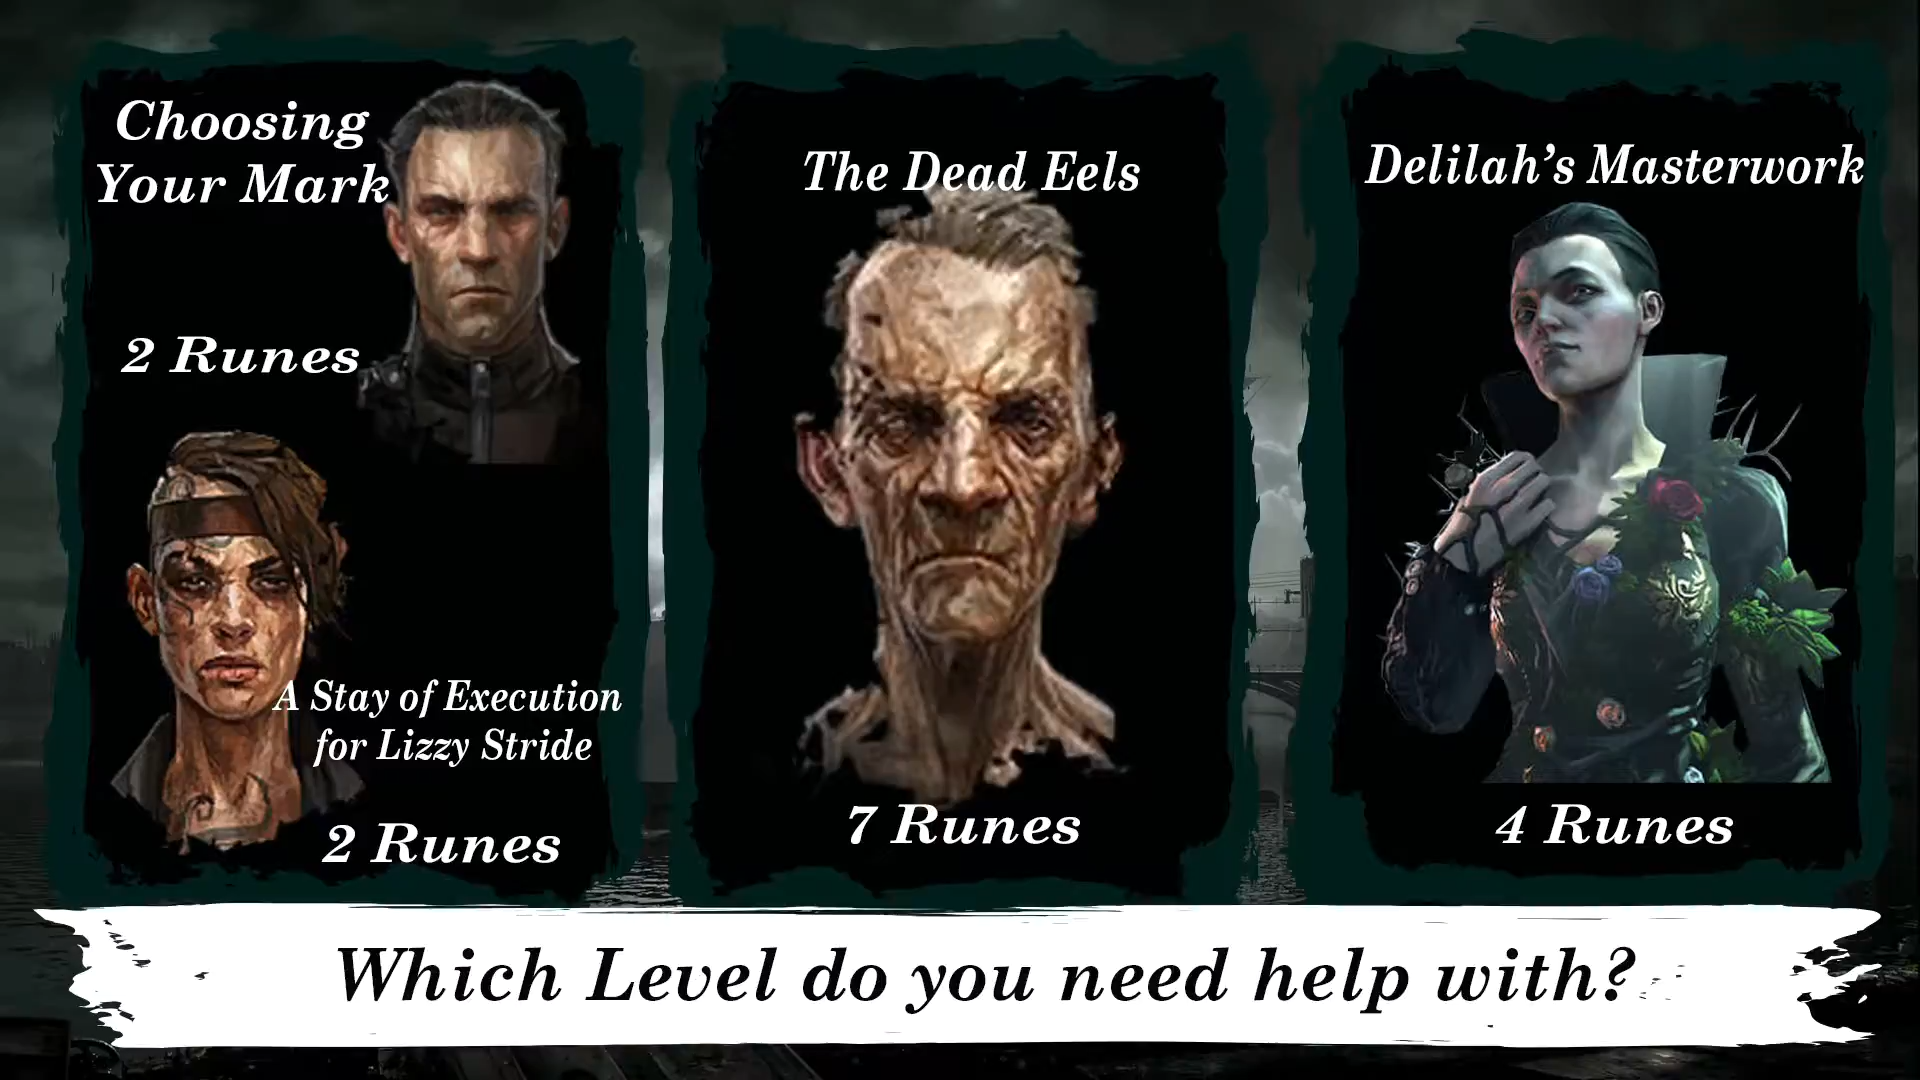 Choosing
Your Mark
2 Runes
A Stay of Execution
for Lizzy Stride
2 Runes
The Dead Eels
7 Runes
Delilah’s Masterwork
4 Runes
Which Level do you need help with?